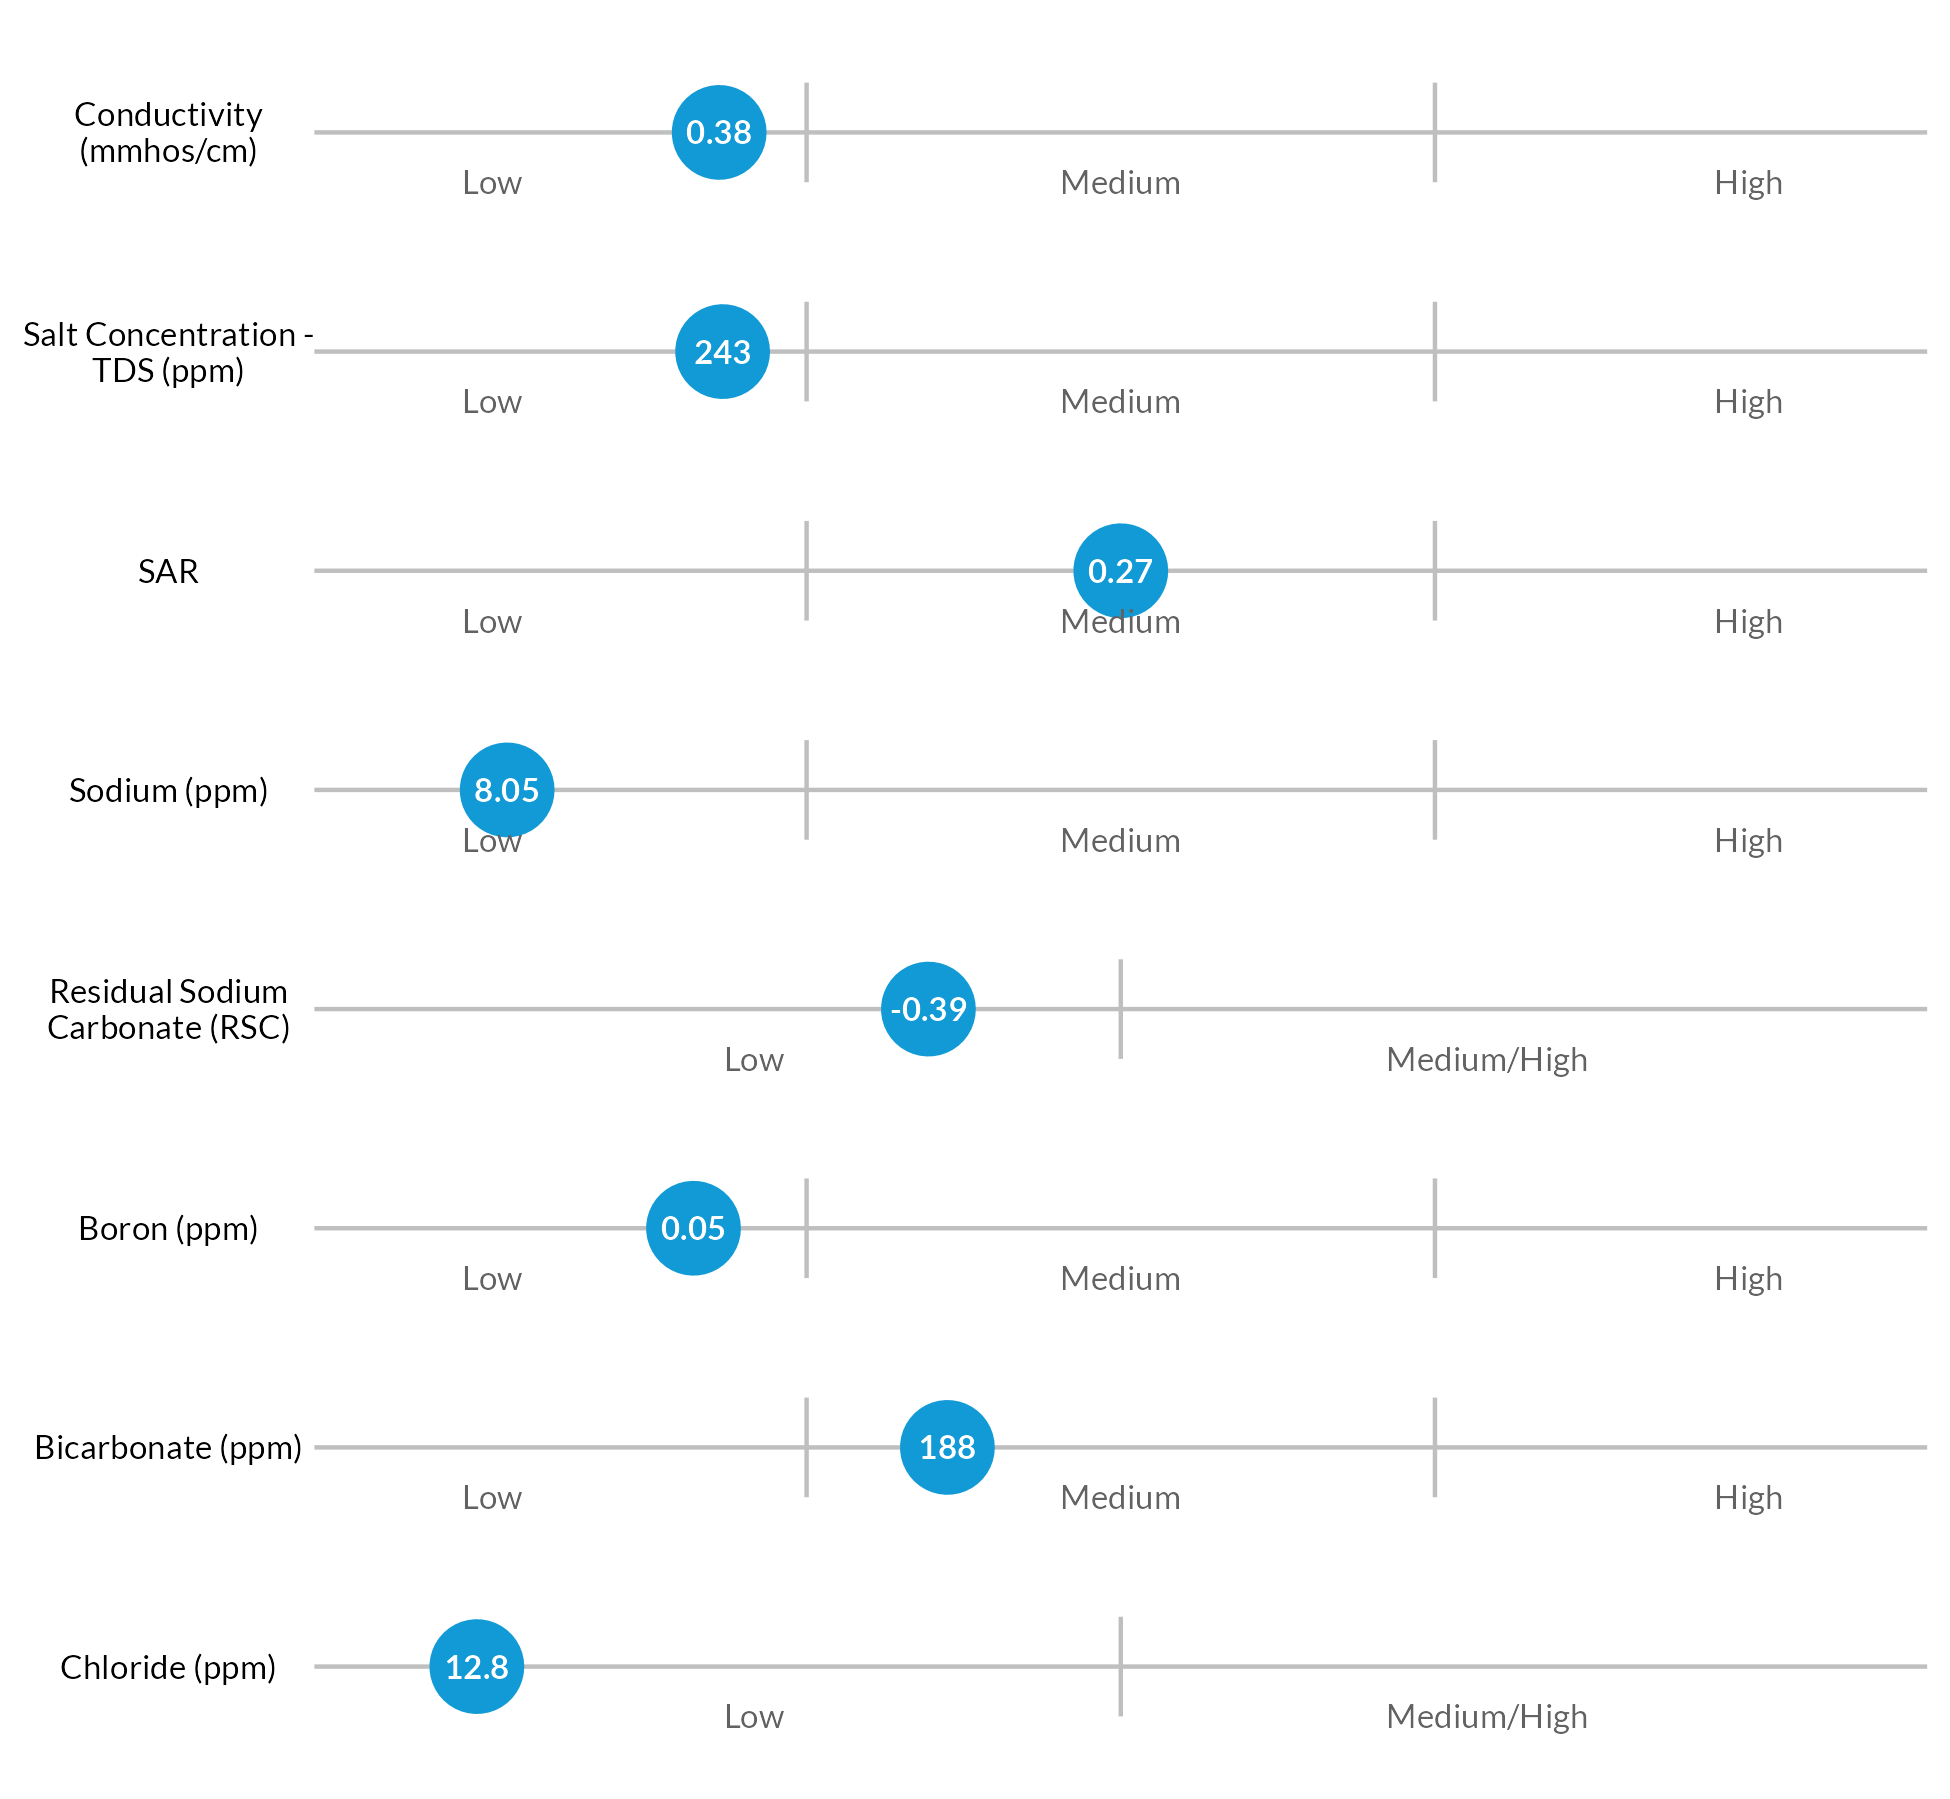 Conductivity
(mmhos/cm)
0.38
Low Medium High
Salt Concentration -
TDS (ppm)
243
Low Medium High
SAR
0.27
Low Medium High
Sodium (ppm)
8.05
Low Medium High
Residual Sodium
Carbonate (RSC)
-0.39
Low Medium/High
Boron (ppm)
0.05
Low Medium High
Bicarbonate (ppm)
188
Low Medium High
Chloride (ppm)
12.8
Low Medium/High